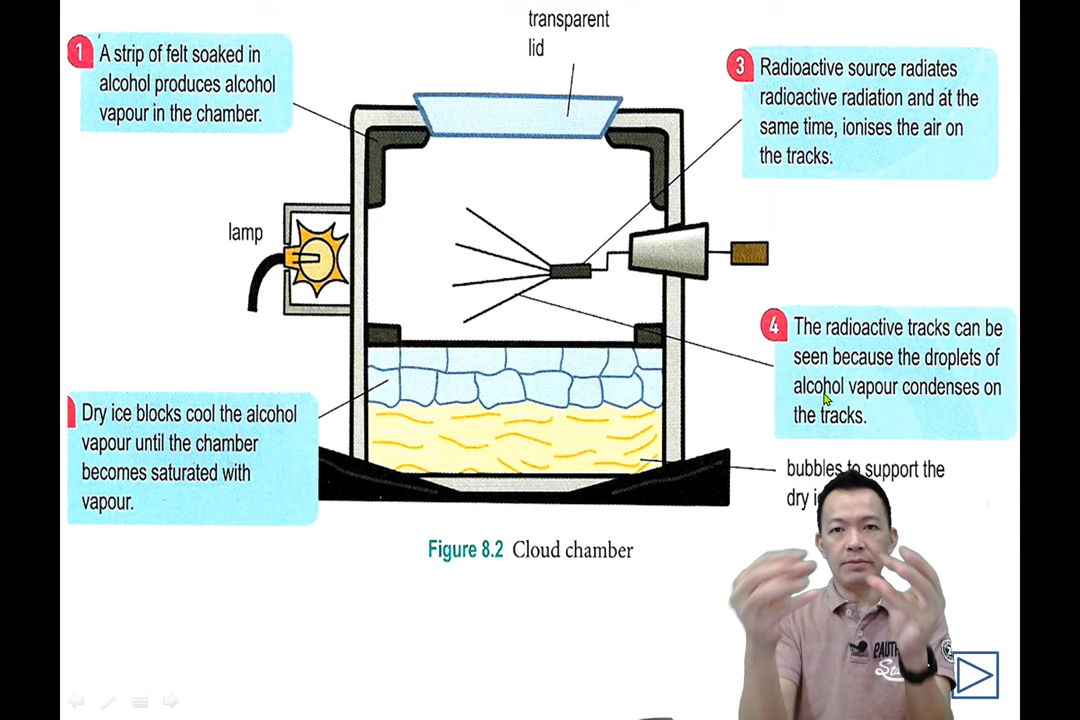 transparent
lid
1
A strip of felt soaked in
alcohol produces alcohol
vapour in the chamber.
3
Radioactive source radiates
radioactive radiation and at the
same time, ionises the air on
the tracks.
lamp
4
The radioactive tracks can be
seen because the droplets of
alcohol vapour condenses on
the tracks.
Dry ice blocks cool the alcohol
vapour until the chamber
becomes saturated with
vapour.
bubbles to support the
dry
Figure 8.2 Cloud chamber